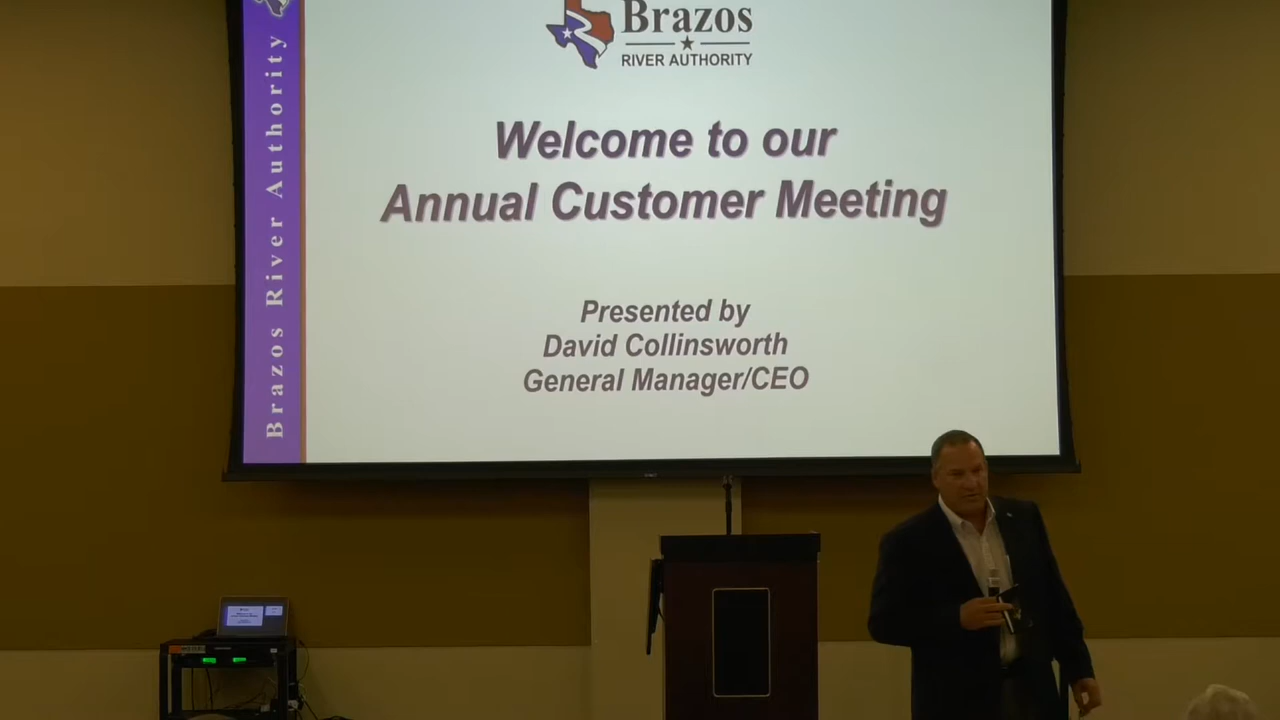 Brazos
RIVER AUTHORITY
Welcome to our
Annual Customer Meeting
Presented by
David Collinsworth
General Manager/CEO
Brazos River Authority